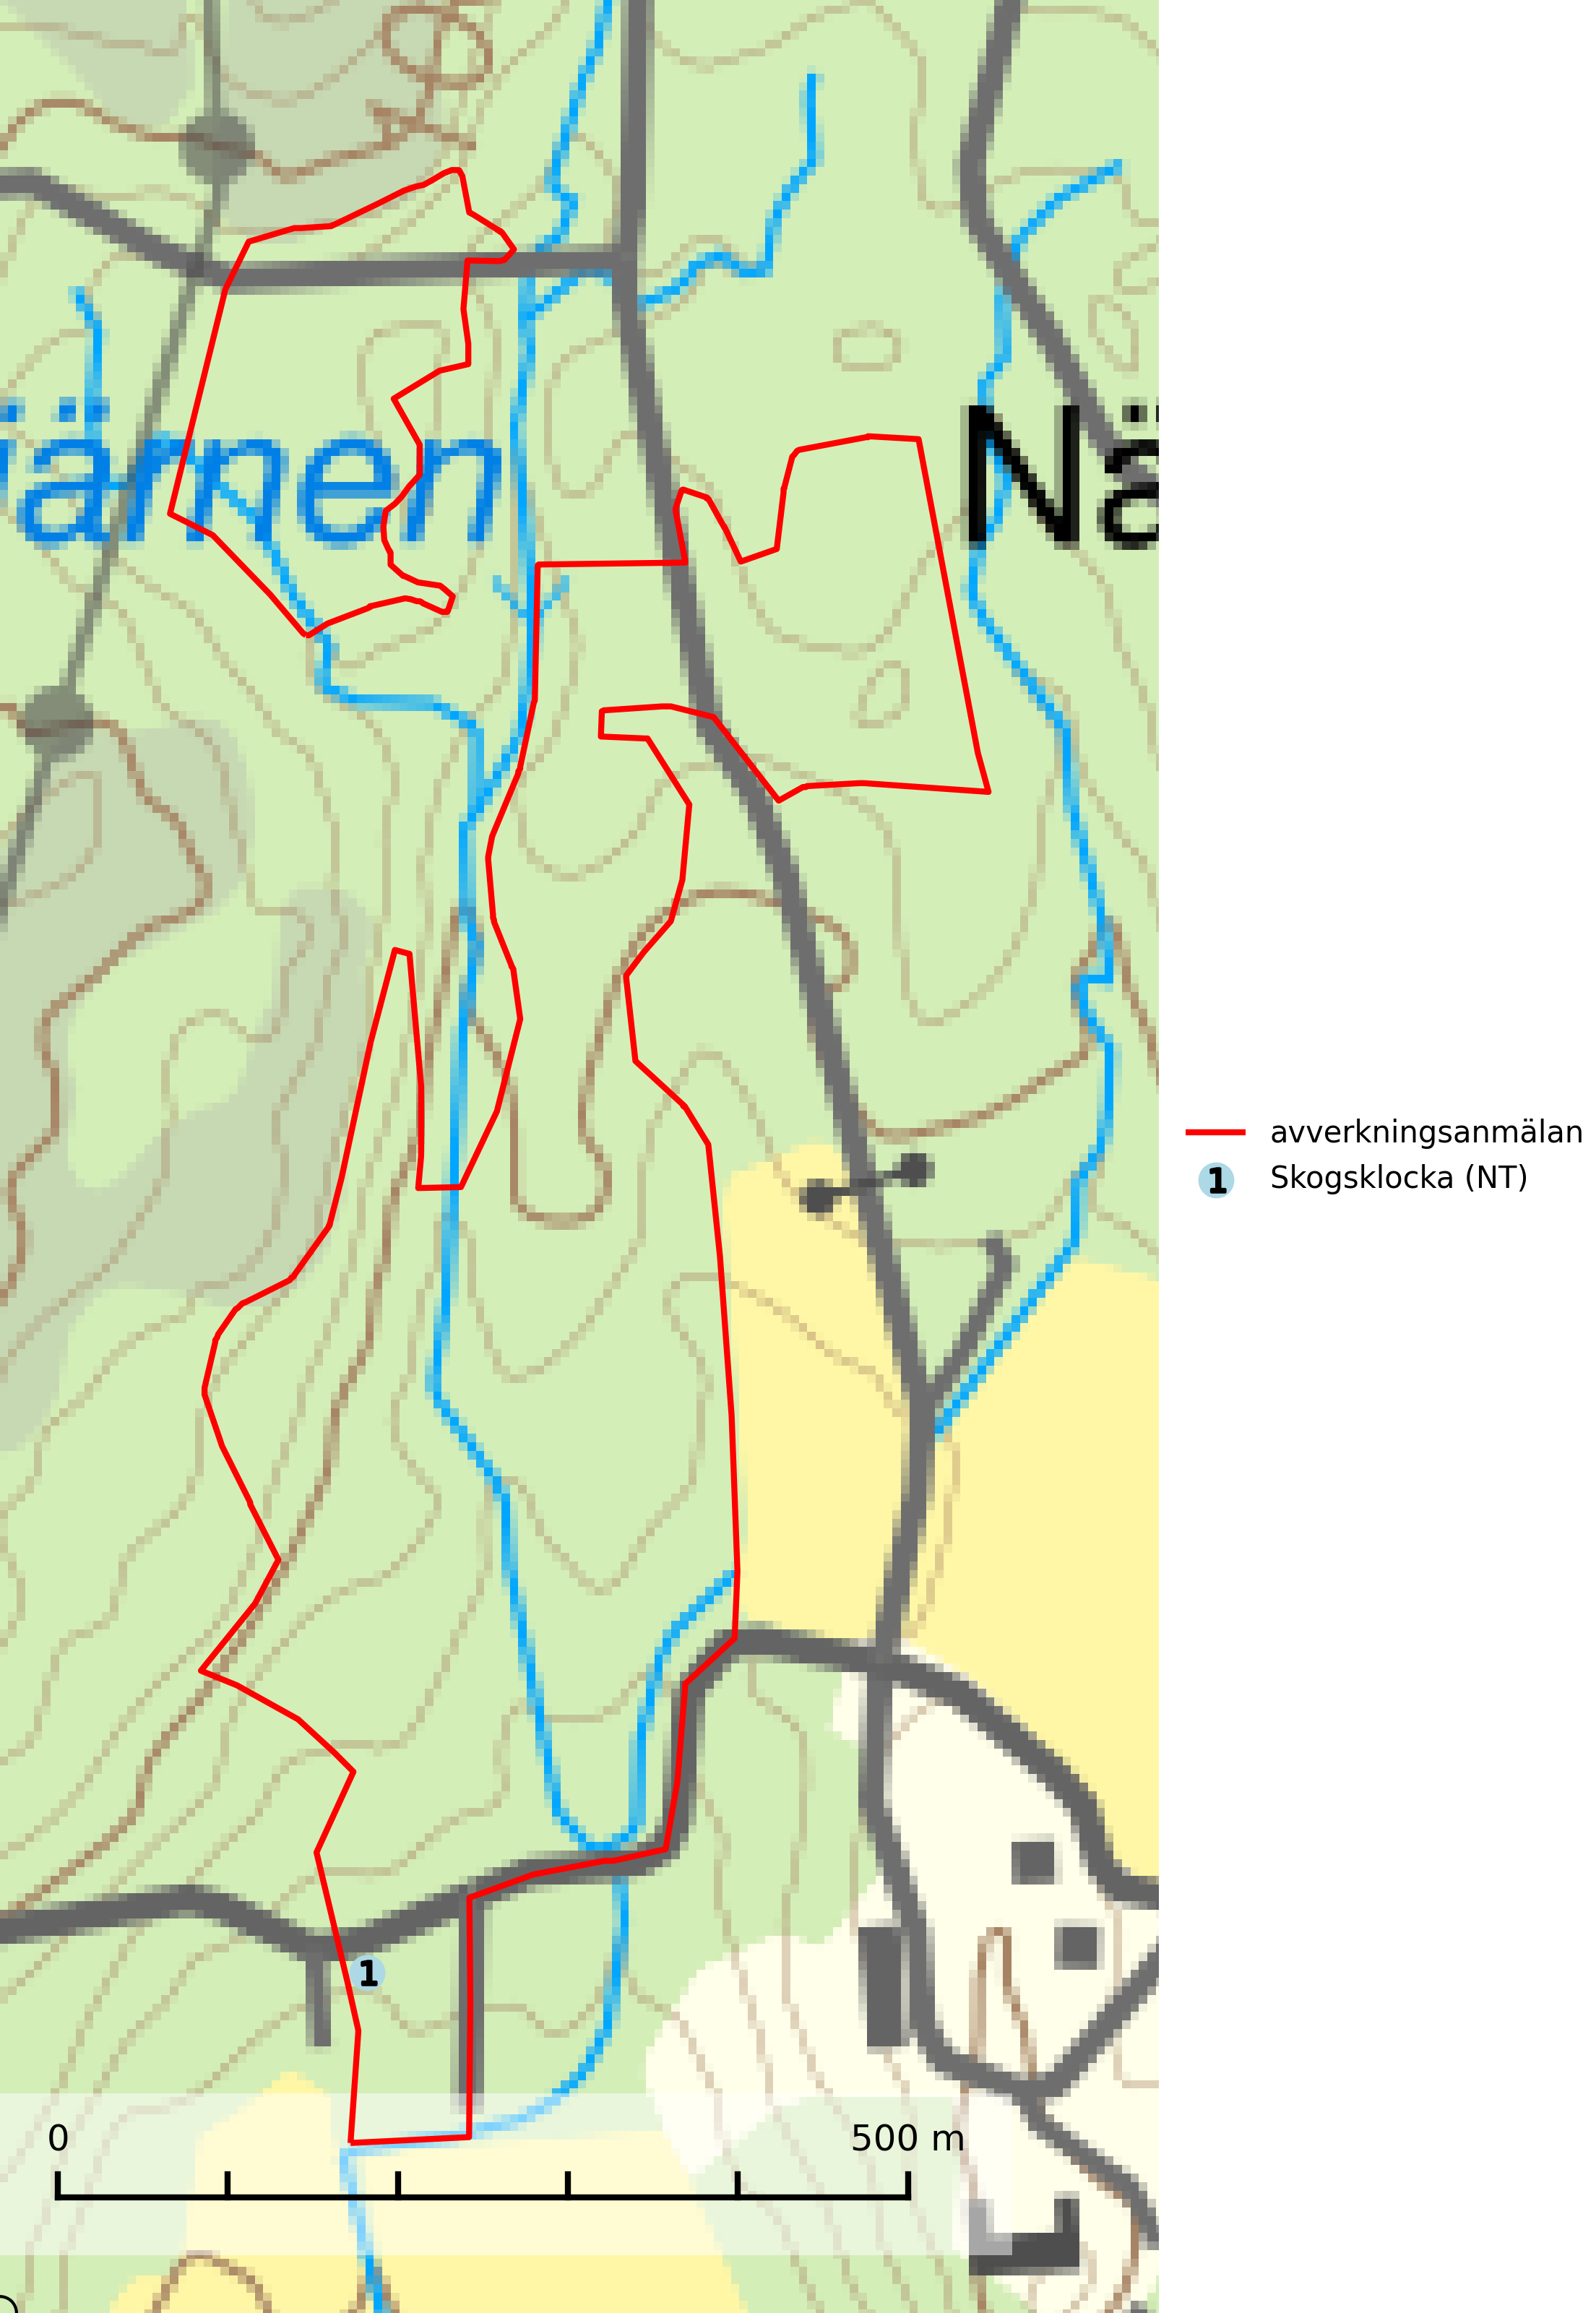 ärnen
Nä
avverkningsanmälan
1 Skogsklocka (NT)
1
0 500 m